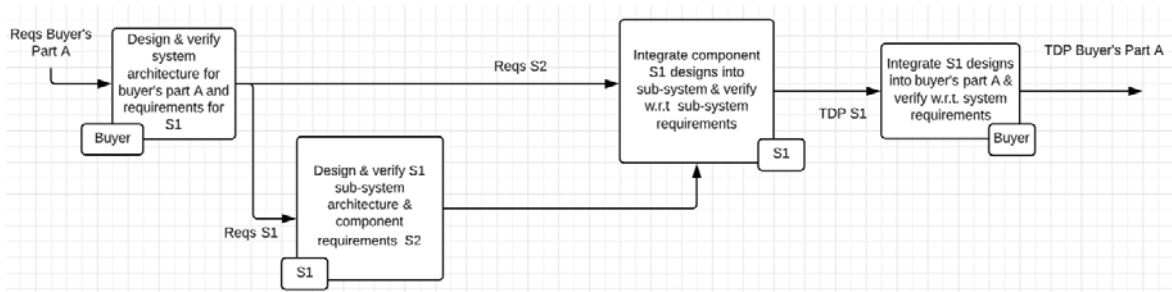 Reqs Buyer's
Part A
Design & verify
system
architecture for
buyer's part A and
requirements for
S1
Buyer
Reqs S2
Reqs S1
Design & verify S1
sub-system
architecture &
component
requirements S2
S1
Integrate component
S1 designs into
sub-system & verify
w.r.t sub-system
requirements
S1
TDP S1
Integrate S1 designs
into buyer's part A &
verify w.r.t. system
requirements
Buyer
TDP Buyer's Part A